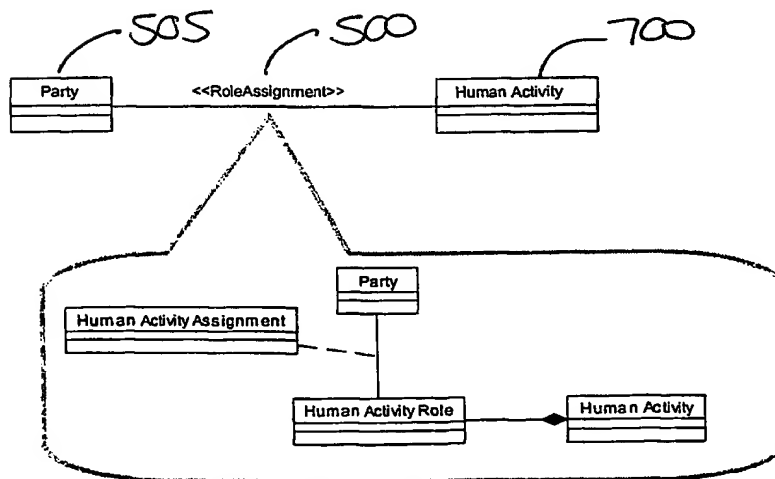 505 500 700
Party <<RoleAssignment>> Human Activity
Party
Human Activity Assignment
Human Activity Role Human Activity